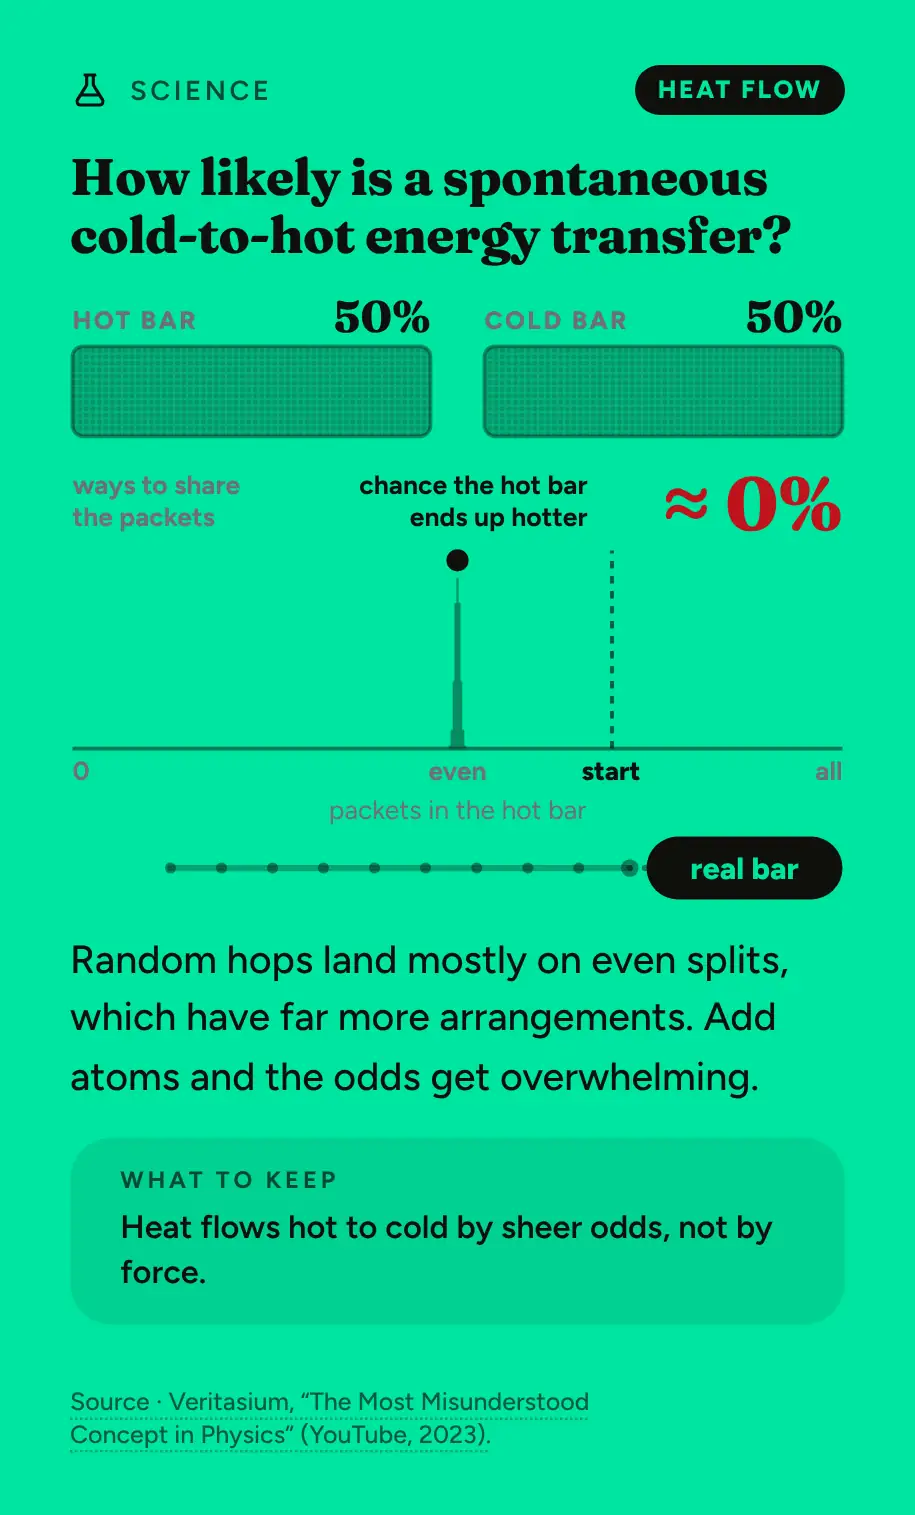 SCIENCE
HEAT FLOW
How likely is a spontaneous
cold-to-hot energy transfer?
HOT BAR 50%
COLD BAR 50%
ways to share
the packets
chance the hot bar
ends up hotter
≈ 0%
0 even start all
packets in the hot bar
real bar
Random hops land mostly on even splits,
which have far more arrangements. Add
atoms and the odds get overwhelming.
WHAT TO KEEP
Heat flows hot to cold by sheer odds, not by
force.
Source · Veritasium, “The Most Misunderstood
Concept in Physics” (YouTube, 2023).